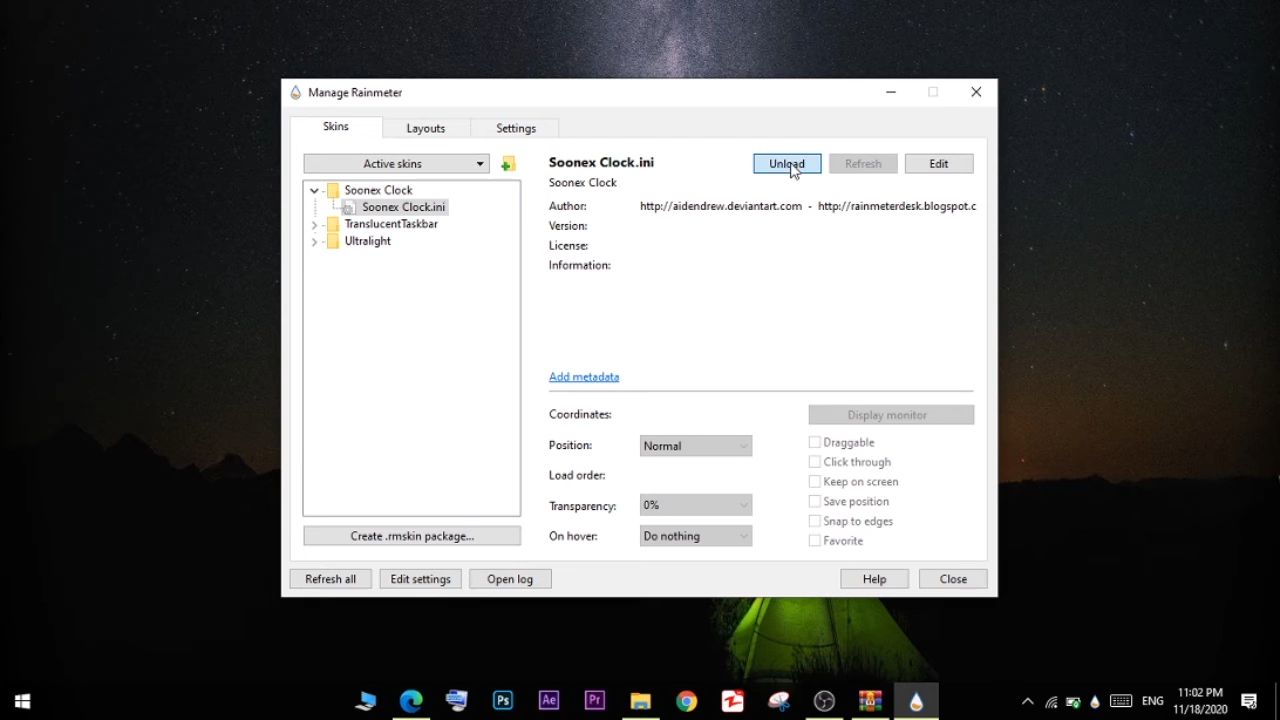 Manage Rainmeter
Skins
Layouts
Settings
Active skins
Soonex Clock
Soonex Clock.ini
TranslucentTaskbar
Ultralight
Create .rmskin package...
Soonex Clock.ini
Unload
Refresh
Edit
Soonex Clock
Author: http://aidendrew.deviantart.com - http://rainmeterdesk.blogspot.c
Version:
License:
Information:
Add metadata
Coordinates:
Display monitor
Position: Normal
Draggable
Click through
Load order:
Keep on screen
Transparency: 0%
Save position
Snap to edges
On hover: Do nothing
Favorite
Refresh all
Edit settings
Open log
Help
Close
Ps
Ae
Pr
ENG
11:02 PM
11/18/2020